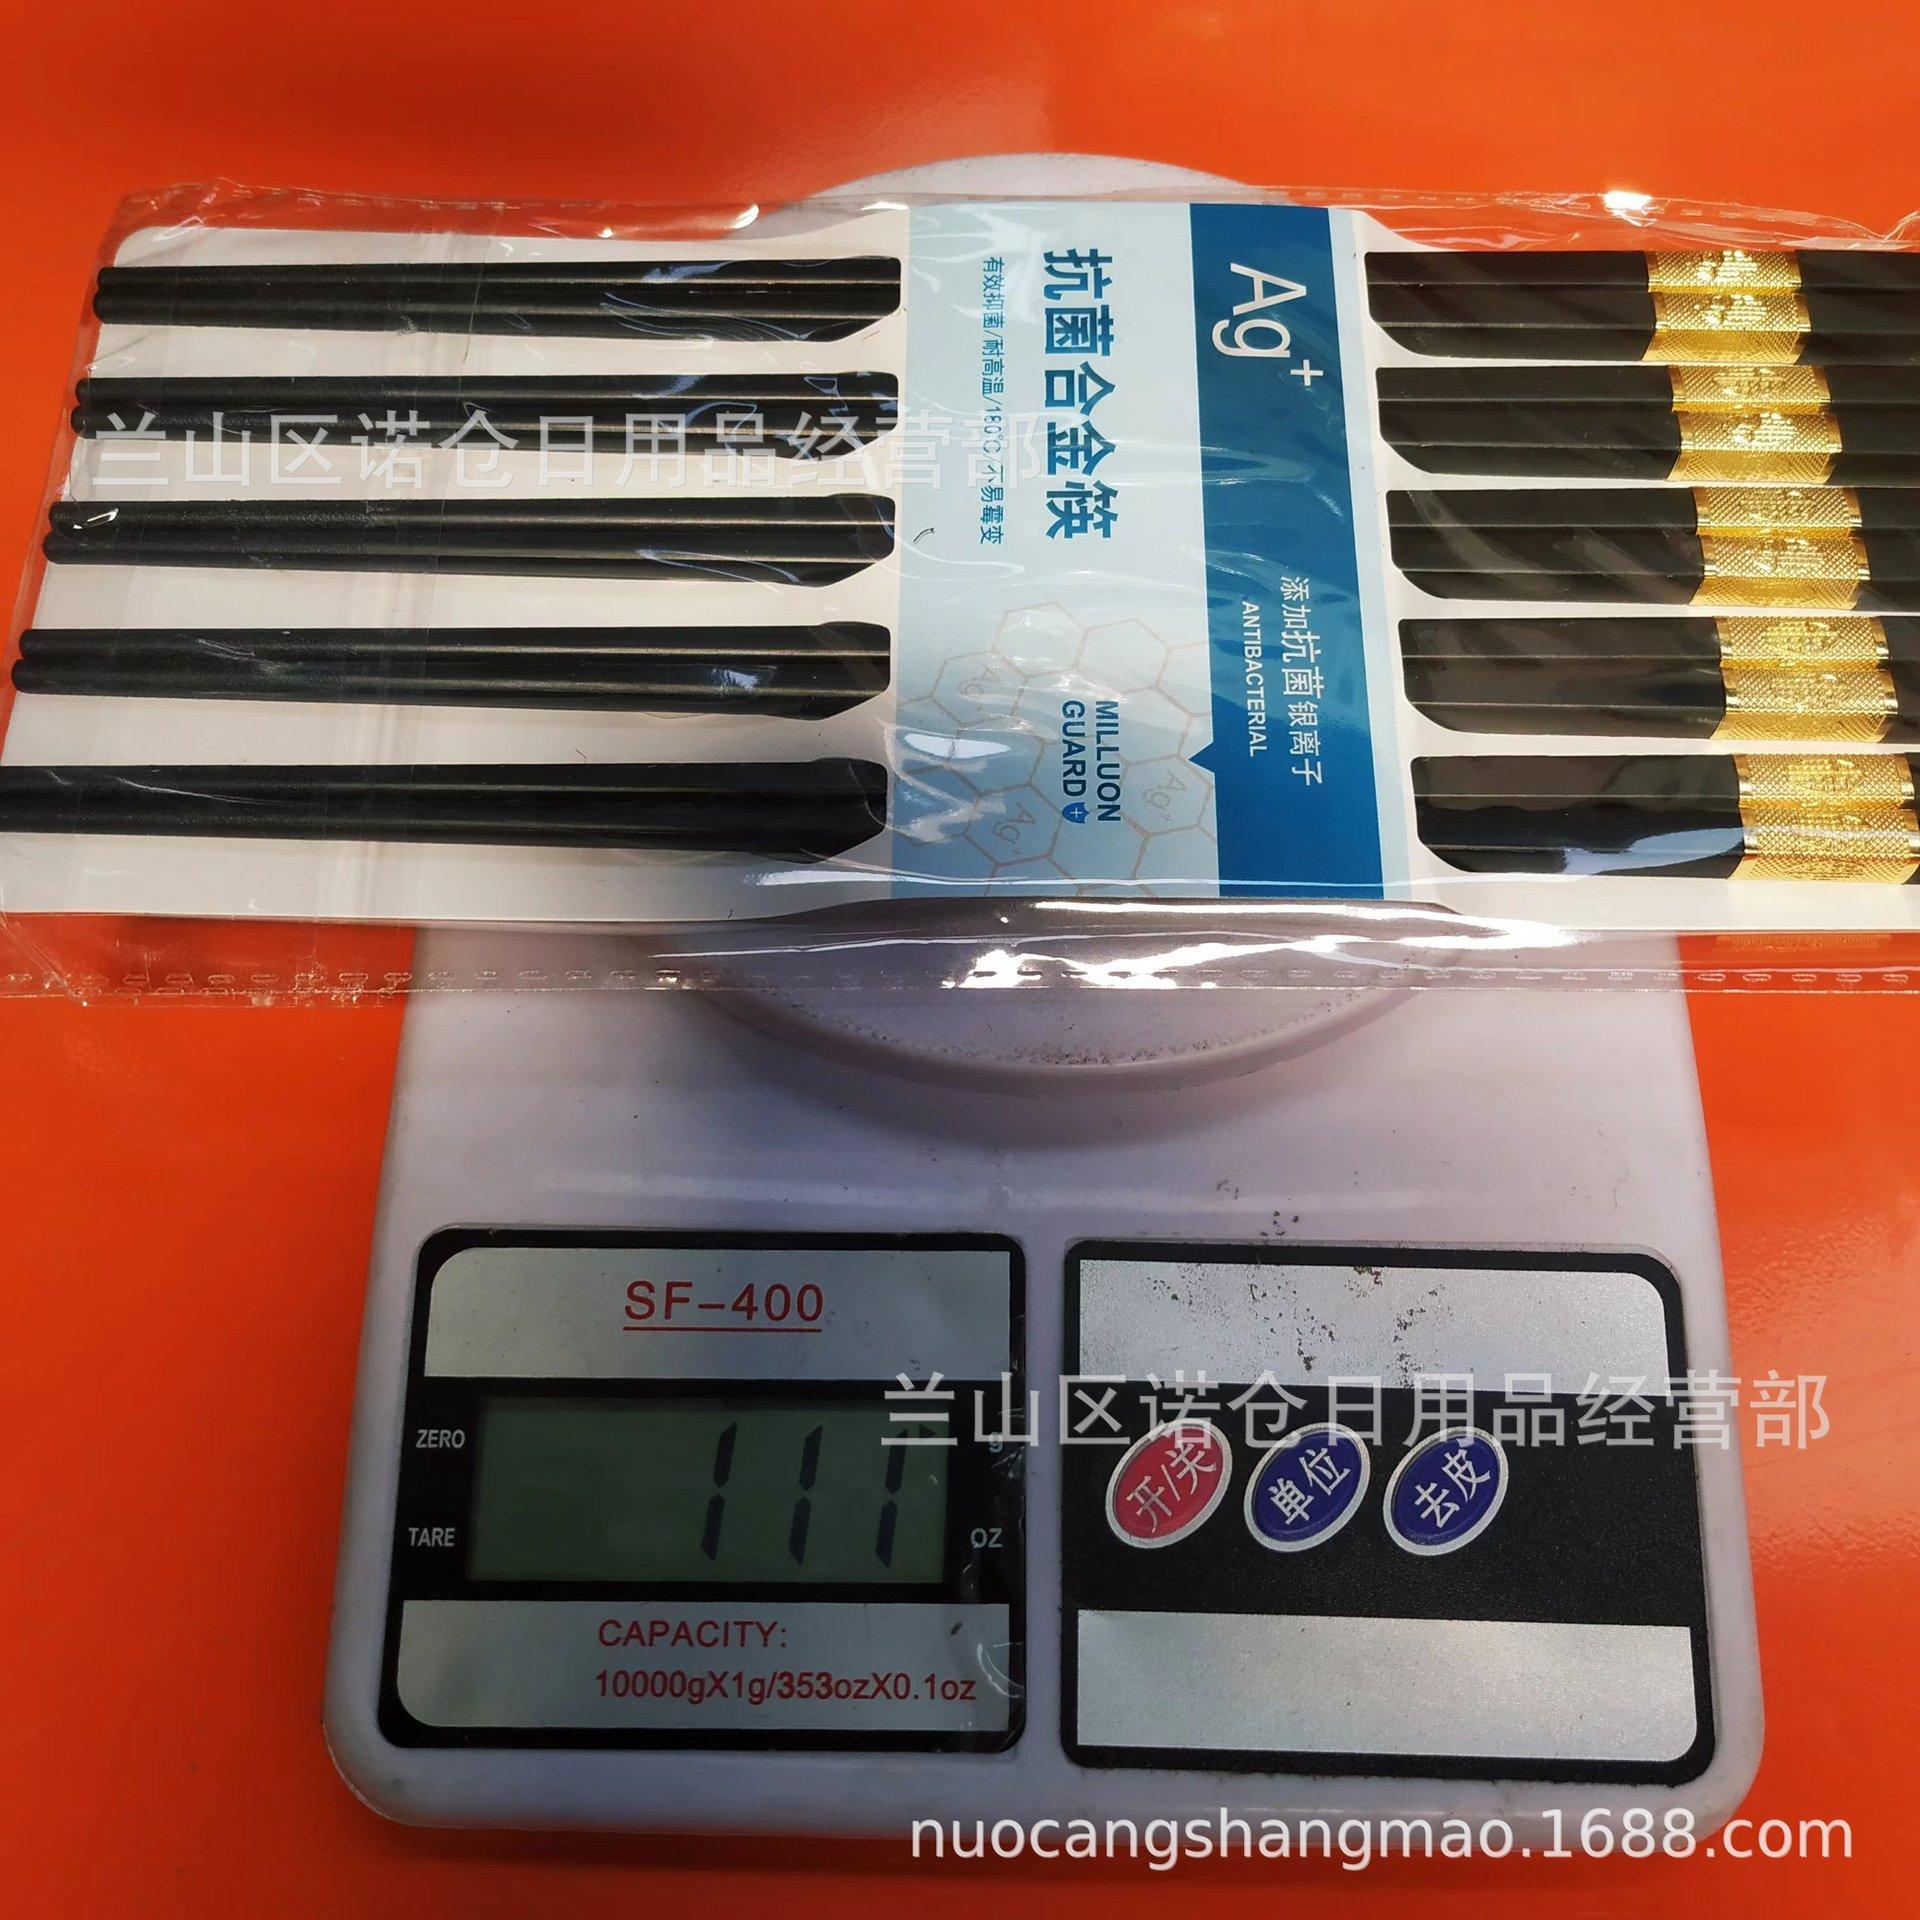 Ag+
添加抗菌银离子
ANTIBACTERIAL
抗菌合金筷
有效抑菌/耐高温/180°C/不易霉变
MILLUON
GUARD
Ag+
Ag+
兰山区诺仓日用品经营部
SF-400
ZERO
g
111
TARE
OZ
CAPACITY:
10000gX1g/353ozX0.1oz
兰山区诺仓日用品经营部
开/关
单位
去皮
nuocangshangmao.1688.com